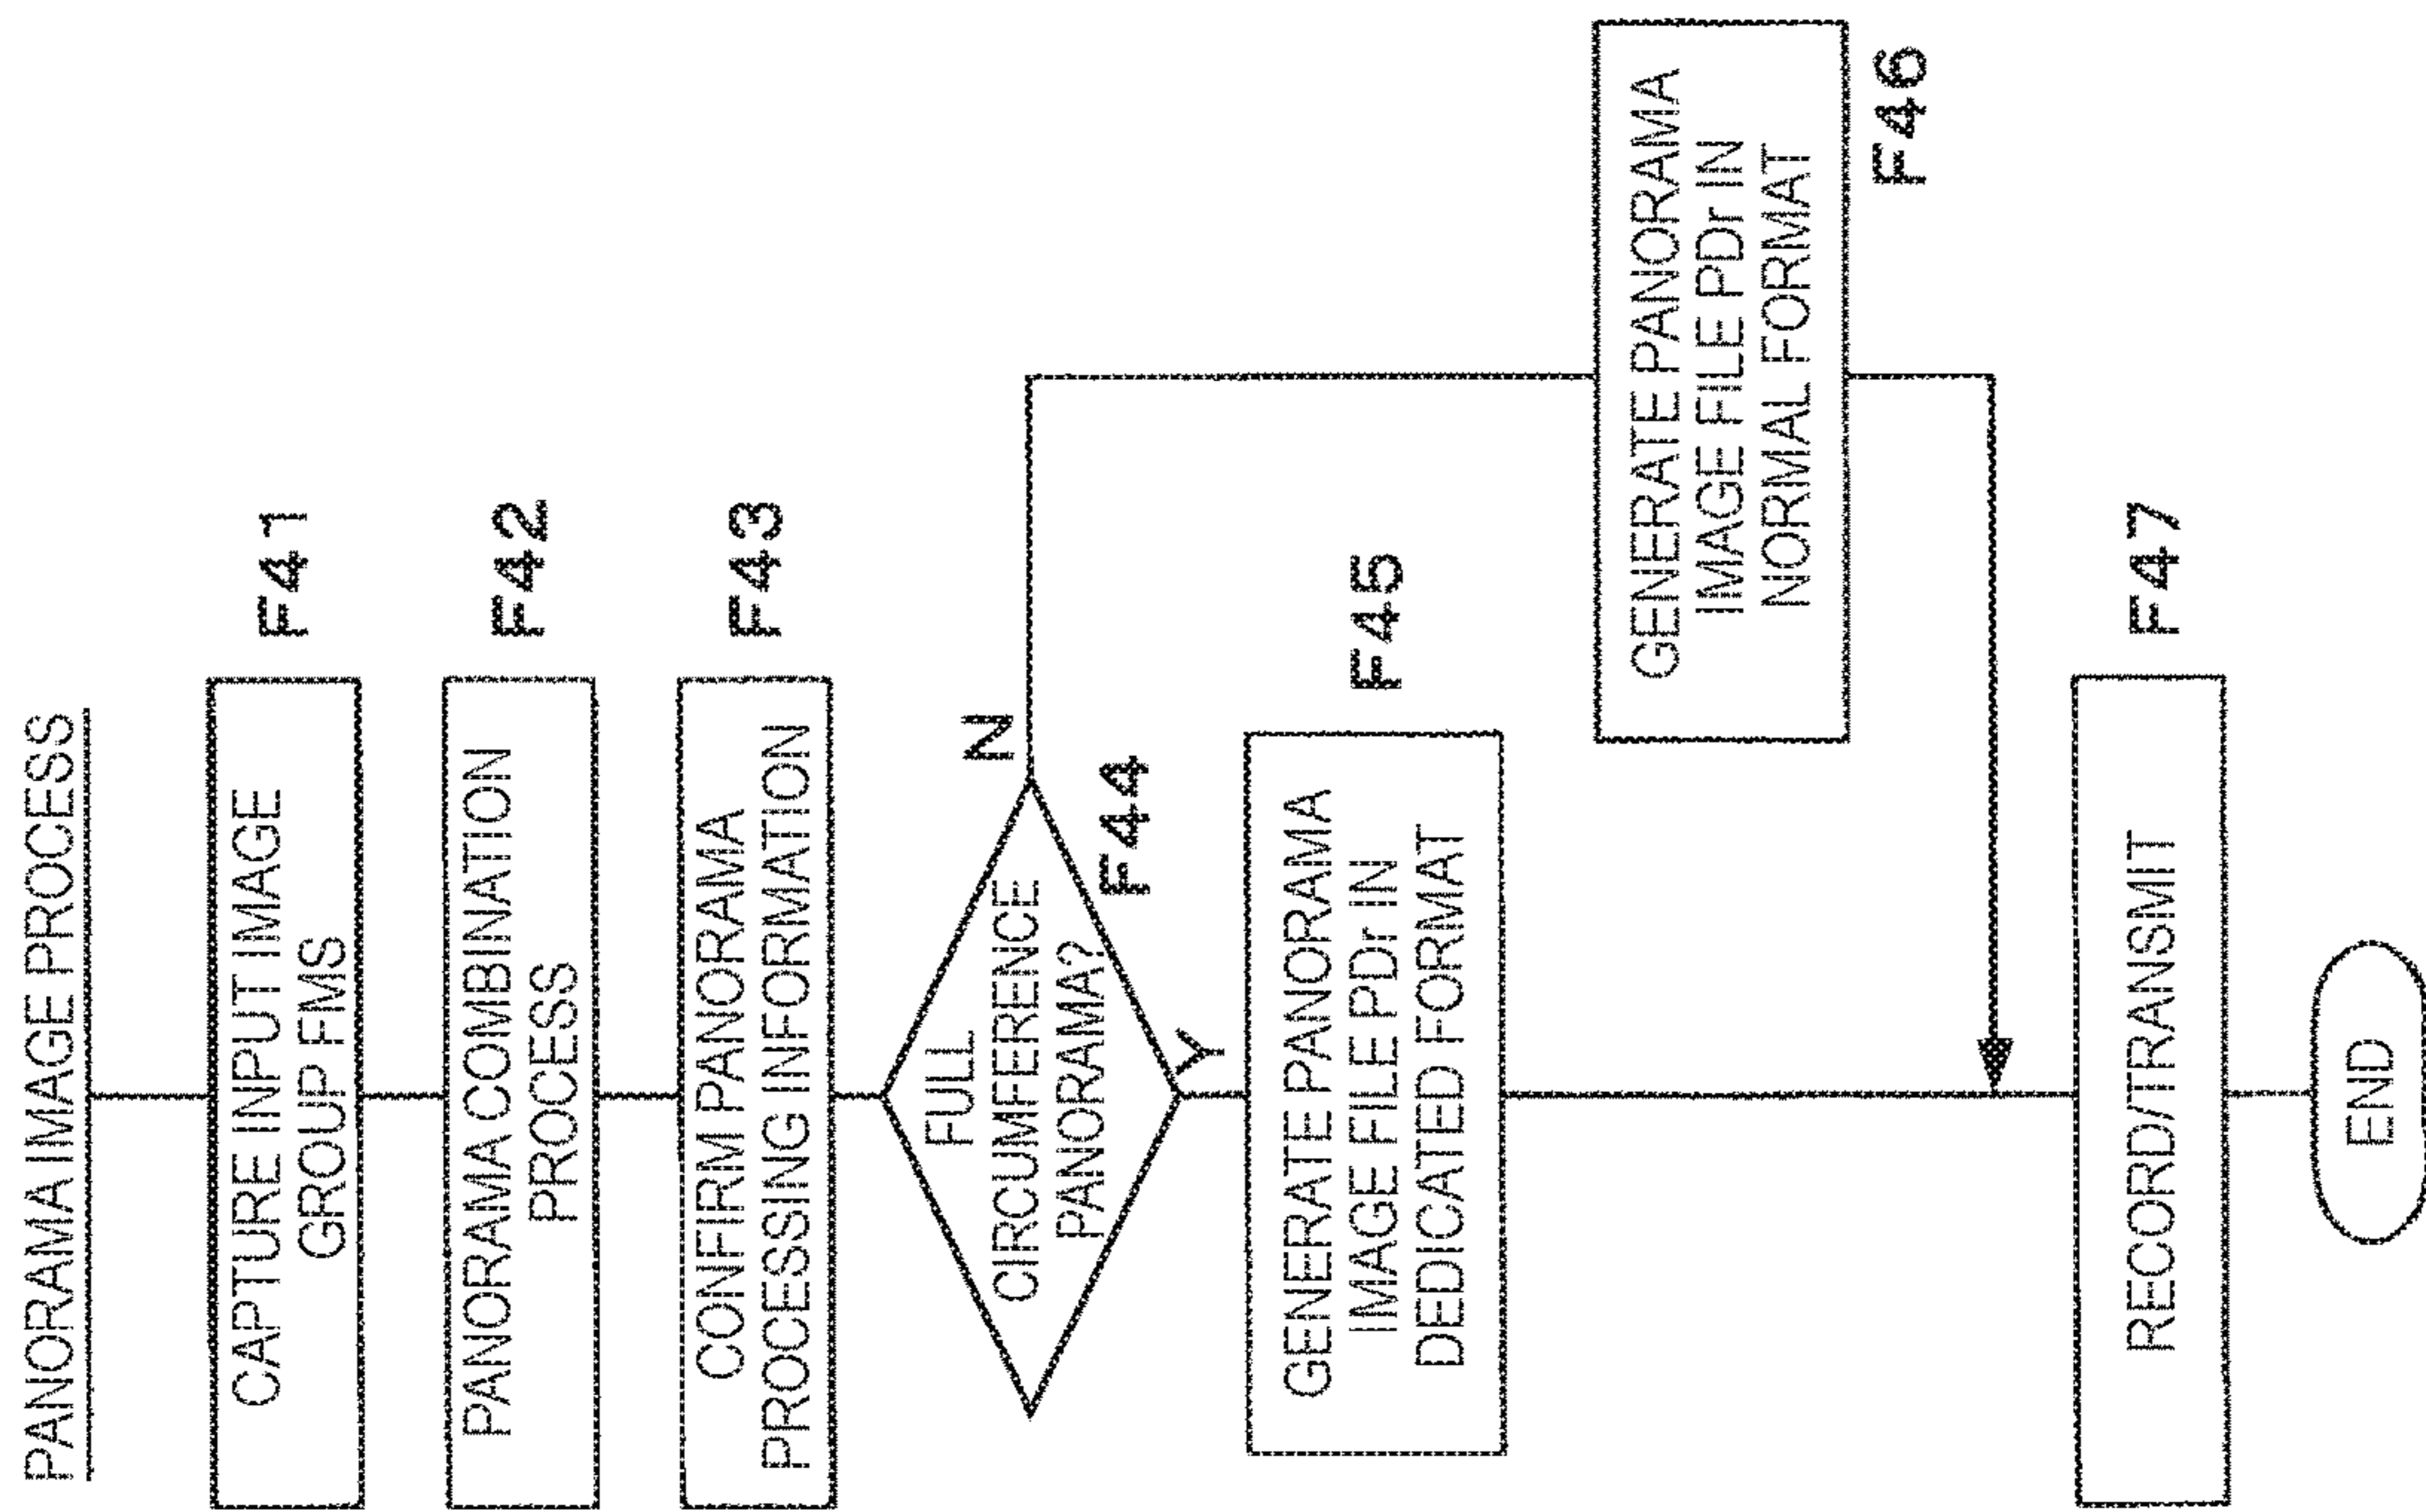 PANORAMA IMAGE PROCESS
CAPTURE INPUT IMAGE
GROUP FMS
F41
PANORAMA COMBINATION
PROCESS
F42
CONFIRM PANORAMA
PROCESSING INFORMATION
F43
FULL
CIRCUMFERENCE
PANORAMA?
N
F44
Y
GENERATE PANORAMA
IMAGE FILE PDr IN
DEDICATED FORMAT
F45
GENERATE PANORAMA
IMAGE FILE PDr IN
NORMAL FORMAT
F46
RECORD/TRANSMIT
F47
END